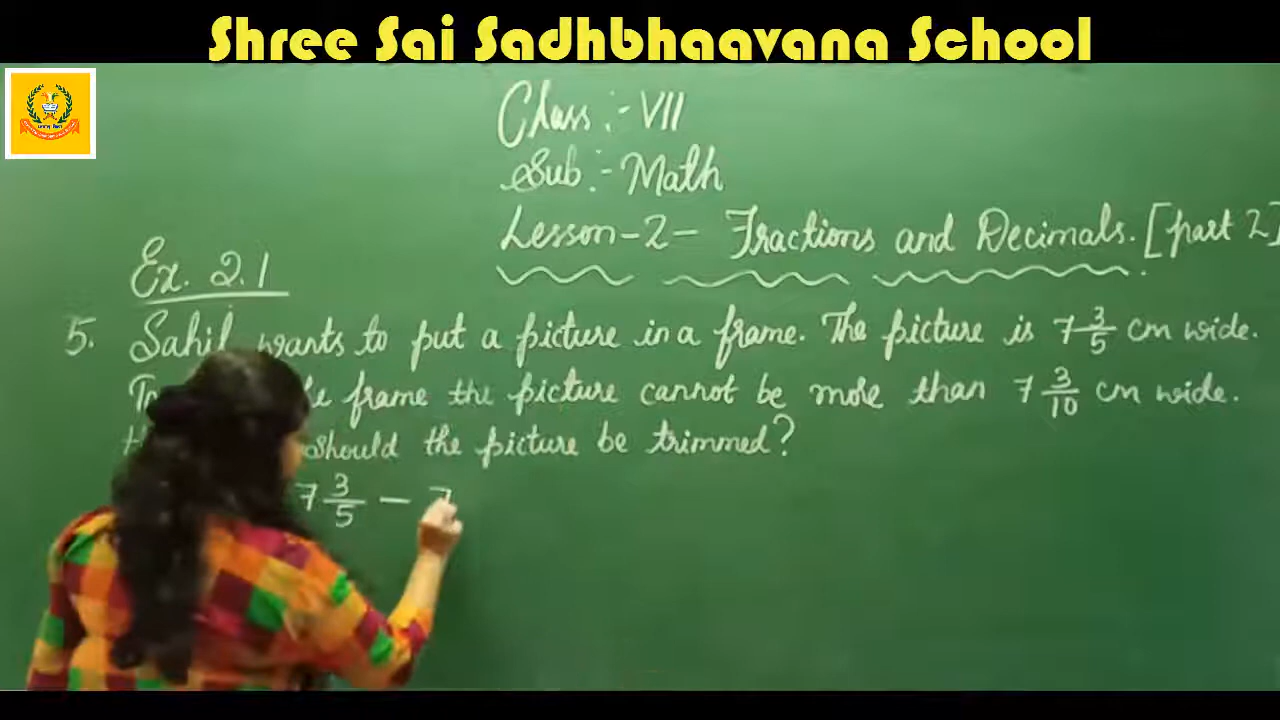 Shree Sai Sadhbhaavana School
Class :- VII
Sub :- Math
Lesson-2- Fractions and Decimals. [part 2]
Ex. 2.1
5. Sahil wants to put a picture in a frame. The picture is 7 3/5 cm wide.
frame the picture cannot be more than 7 3/10 cm wide.
should the picture be trimmed?
7 3/5 - 7